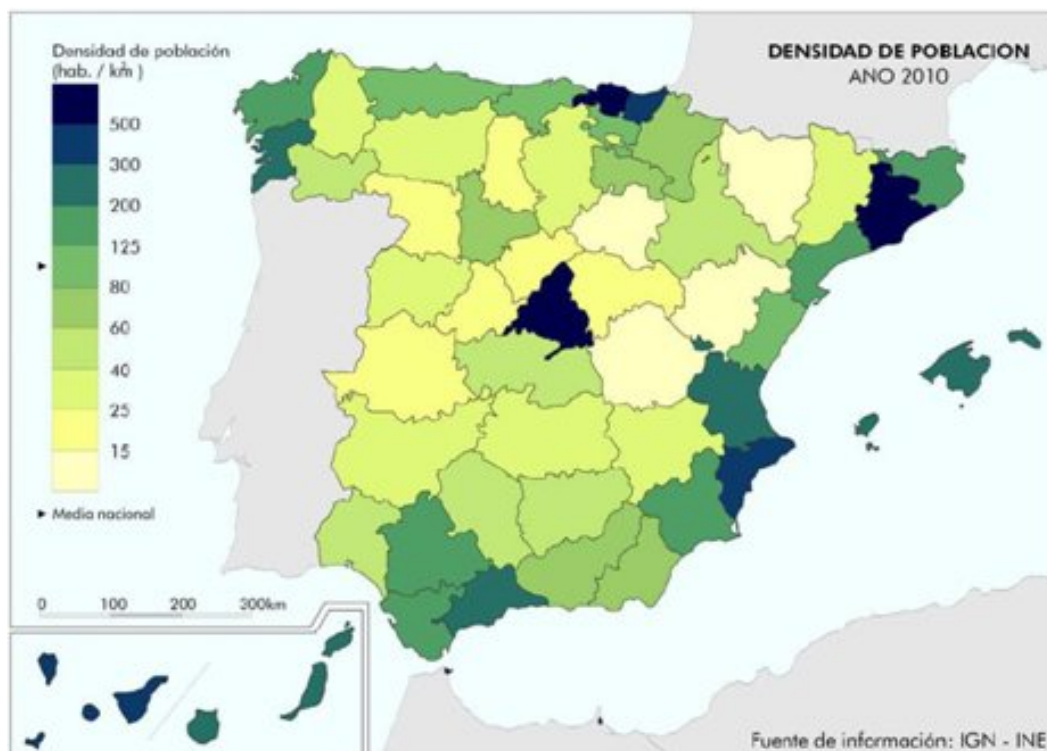 Densidad de población
(hab. / km²)
500
300
200
125
80
60
40
25
15
Media nacional
DENSIDAD DE POBLACION
ANO 2010
0 100 200 300km
Fuente de información: IGN - INE